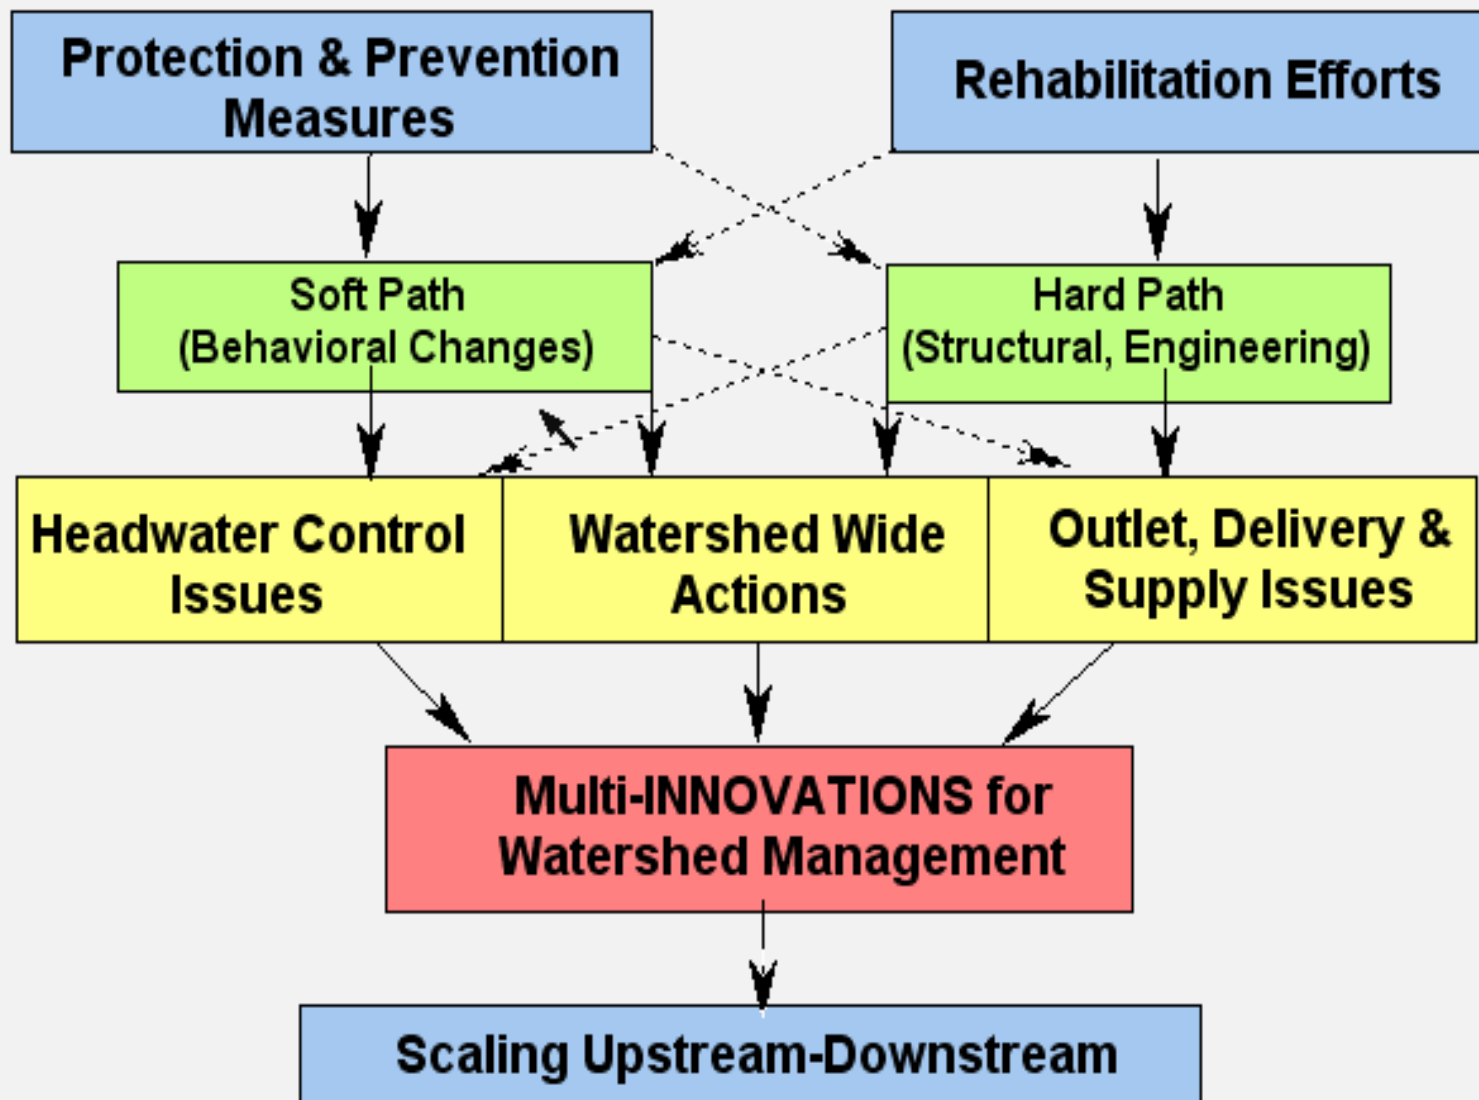 Protection & Prevention
Measures
Rehabilitation Efforts
Soft Path
(Behavioral Changes)
Hard Path
(Structural, Engineering)
Headwater Control
Issues
Watershed Wide
Actions
Outlet, Delivery &
Supply Issues
Multi-INNOVATIONS for
Watershed Management
Scaling Upstream-Downstream